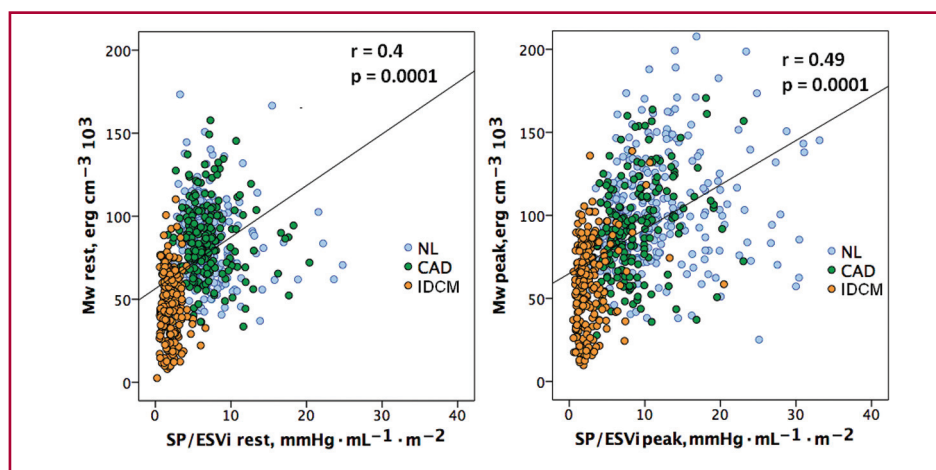 200
150
100
50
0
Mw rest, erg cm⁻³ 10³
r = 0.4
p = 0.0001
NL
CAD
IDCM
0 10 20 30 40
SP/ESVi rest, mmHg·mL⁻¹·m⁻²
200
150
100
50
0
Mw peak,erg cm⁻³ 10³
r = 0.49
p = 0.0001
NL
CAD
IDCM
0 10 20 30 40
SP/ESVi peak,mmHg·mL⁻¹·m⁻²